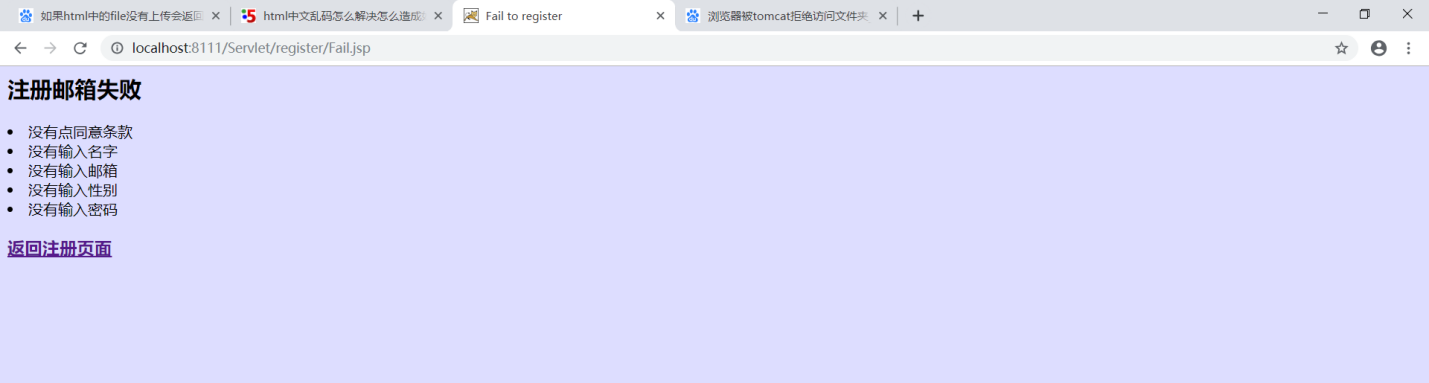 如果html中的file没有上传会返回
html中文乱码怎么解决怎么造成
Fail to register
浏览器被tomcat拒绝访问文件夹
localhost:8111/Servlet/register/Fail.jsp
注册邮箱失败
没有点同意条款
没有输入名字
没有输入邮箱
没有输入性别
没有输入密码
返回注册页面